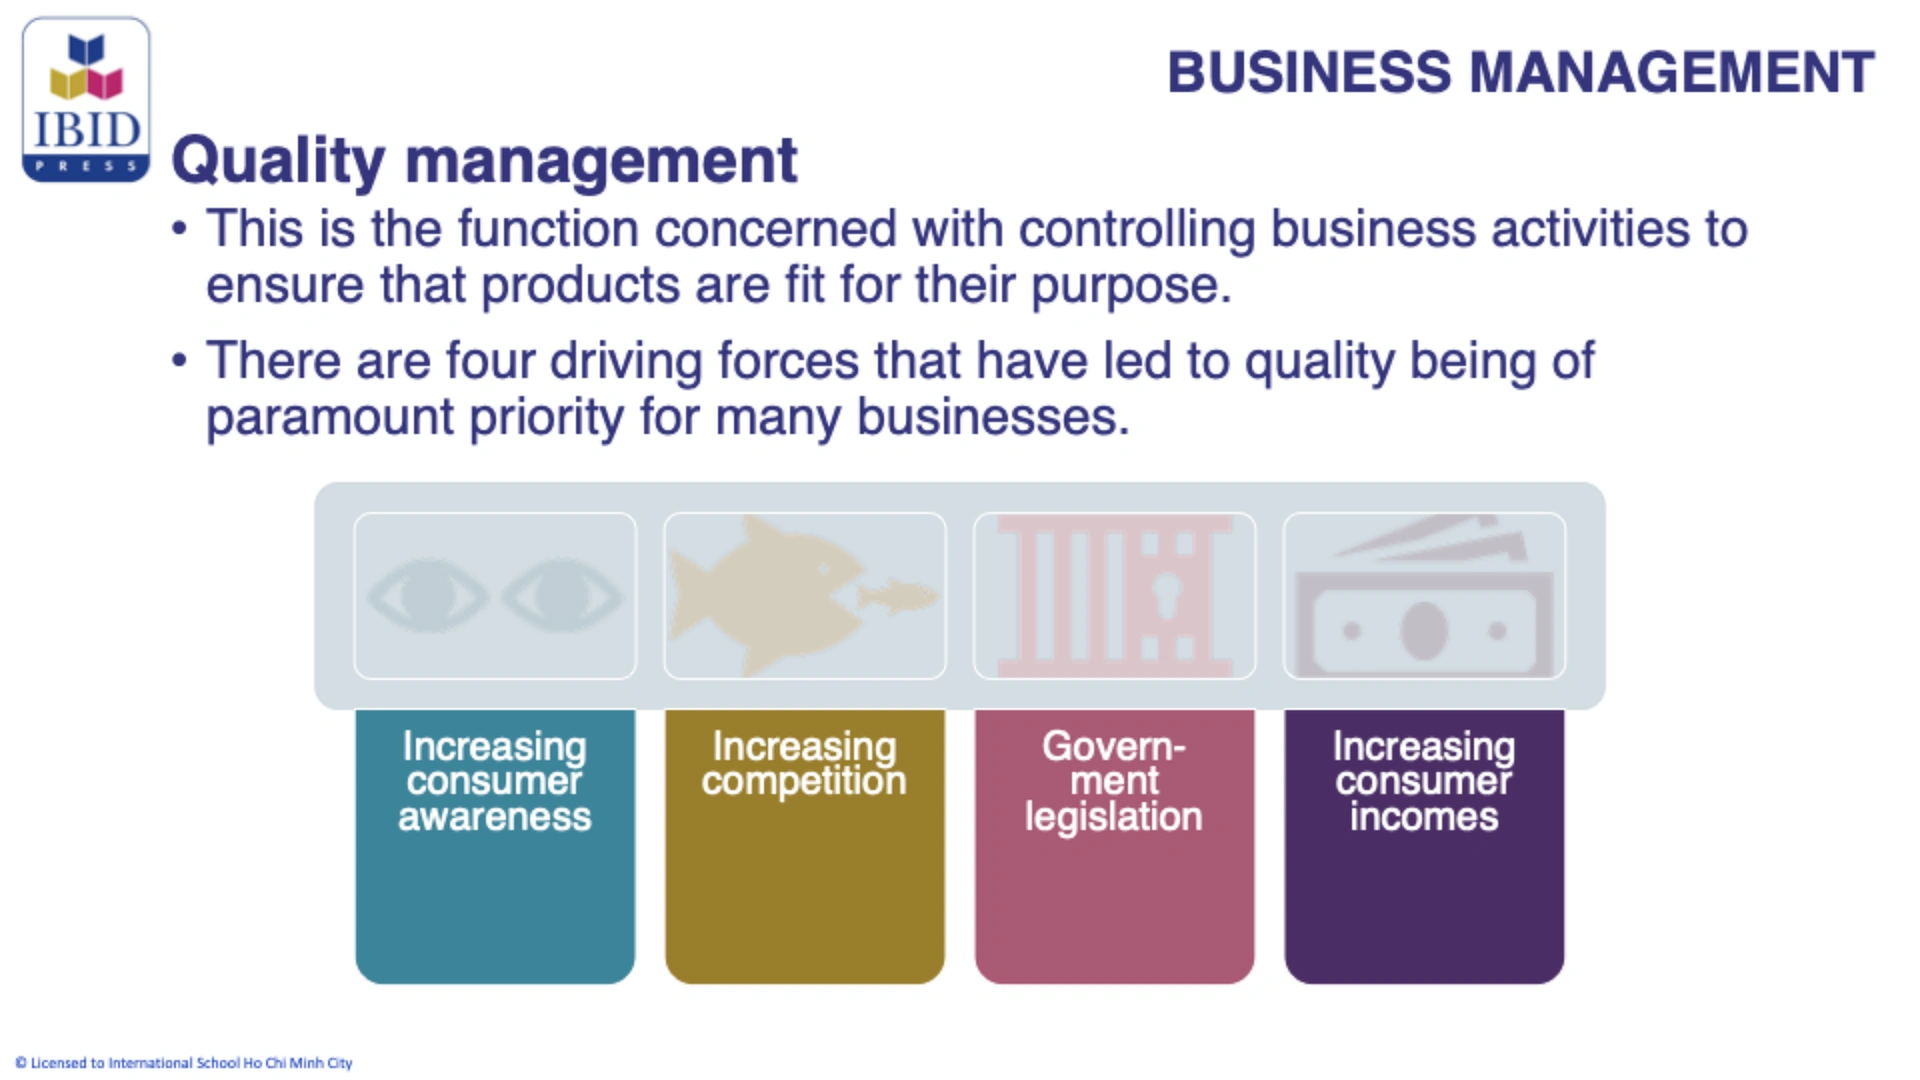 IBID
PRESS
BUSINESS MANAGEMENT
Quality management
• This is the function concerned with controlling business activities to
ensure that products are fit for their purpose.
• There are four driving forces that have led to quality being of
paramount priority for many businesses.
Increasing
consumer
awareness
Increasing
competition
Govern-
ment
legislation
Increasing
consumer
incomes
© Licensed to International School Ho Chi Minh City